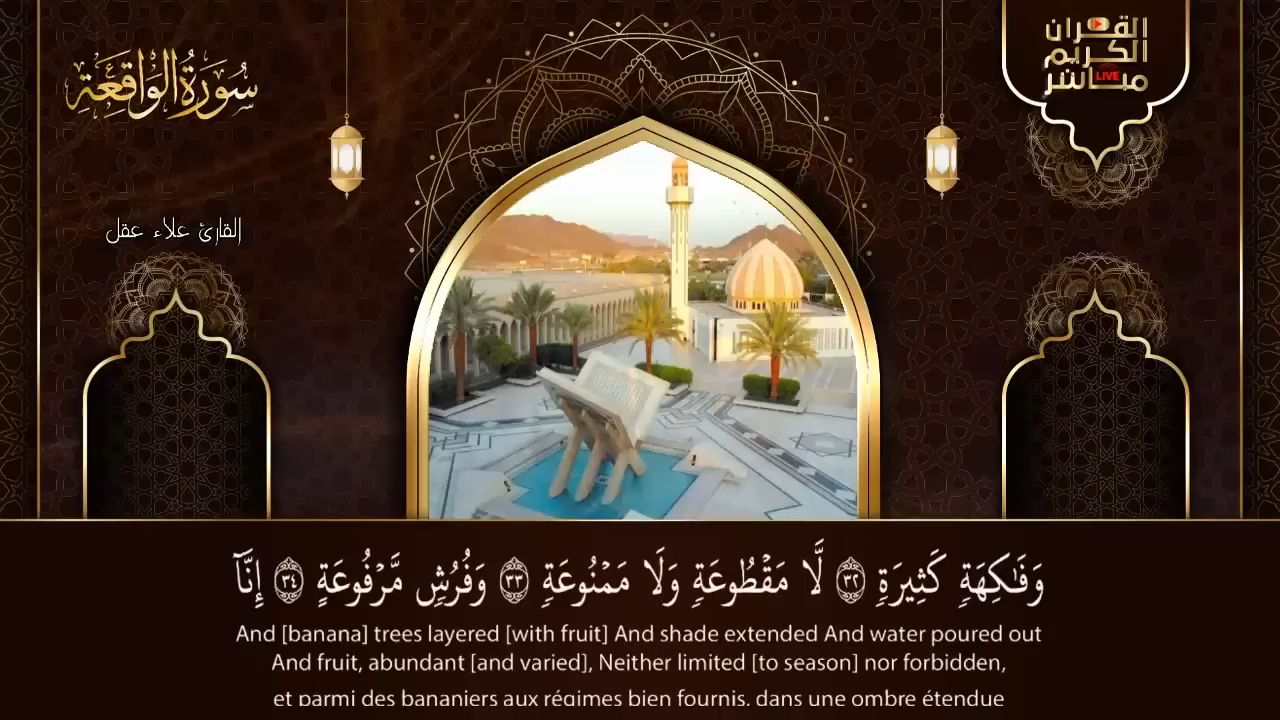 سُورَةُ الوَاقِعَة
القرآن
الكريم
مباشر
LIVE
القارئ علاء عقل
وَفَٰكِهَةٖ كَثِيرَةٖ ٣٢ لَّا مَقۡطُوعَةٖ وَلَا مَمۡنُوعَةٖ ٣٣ وَفُرُشٖ مَّرۡفُوعَةٍ ٣٤ إِنَّآ
And [banana] trees layered [with fruit] And shade extended And water poured out
And fruit, abundant [and varied], Neither limited [to season] nor forbidden,
et parmi des bananiers aux régimes bien fournis, dans une ombre étendue